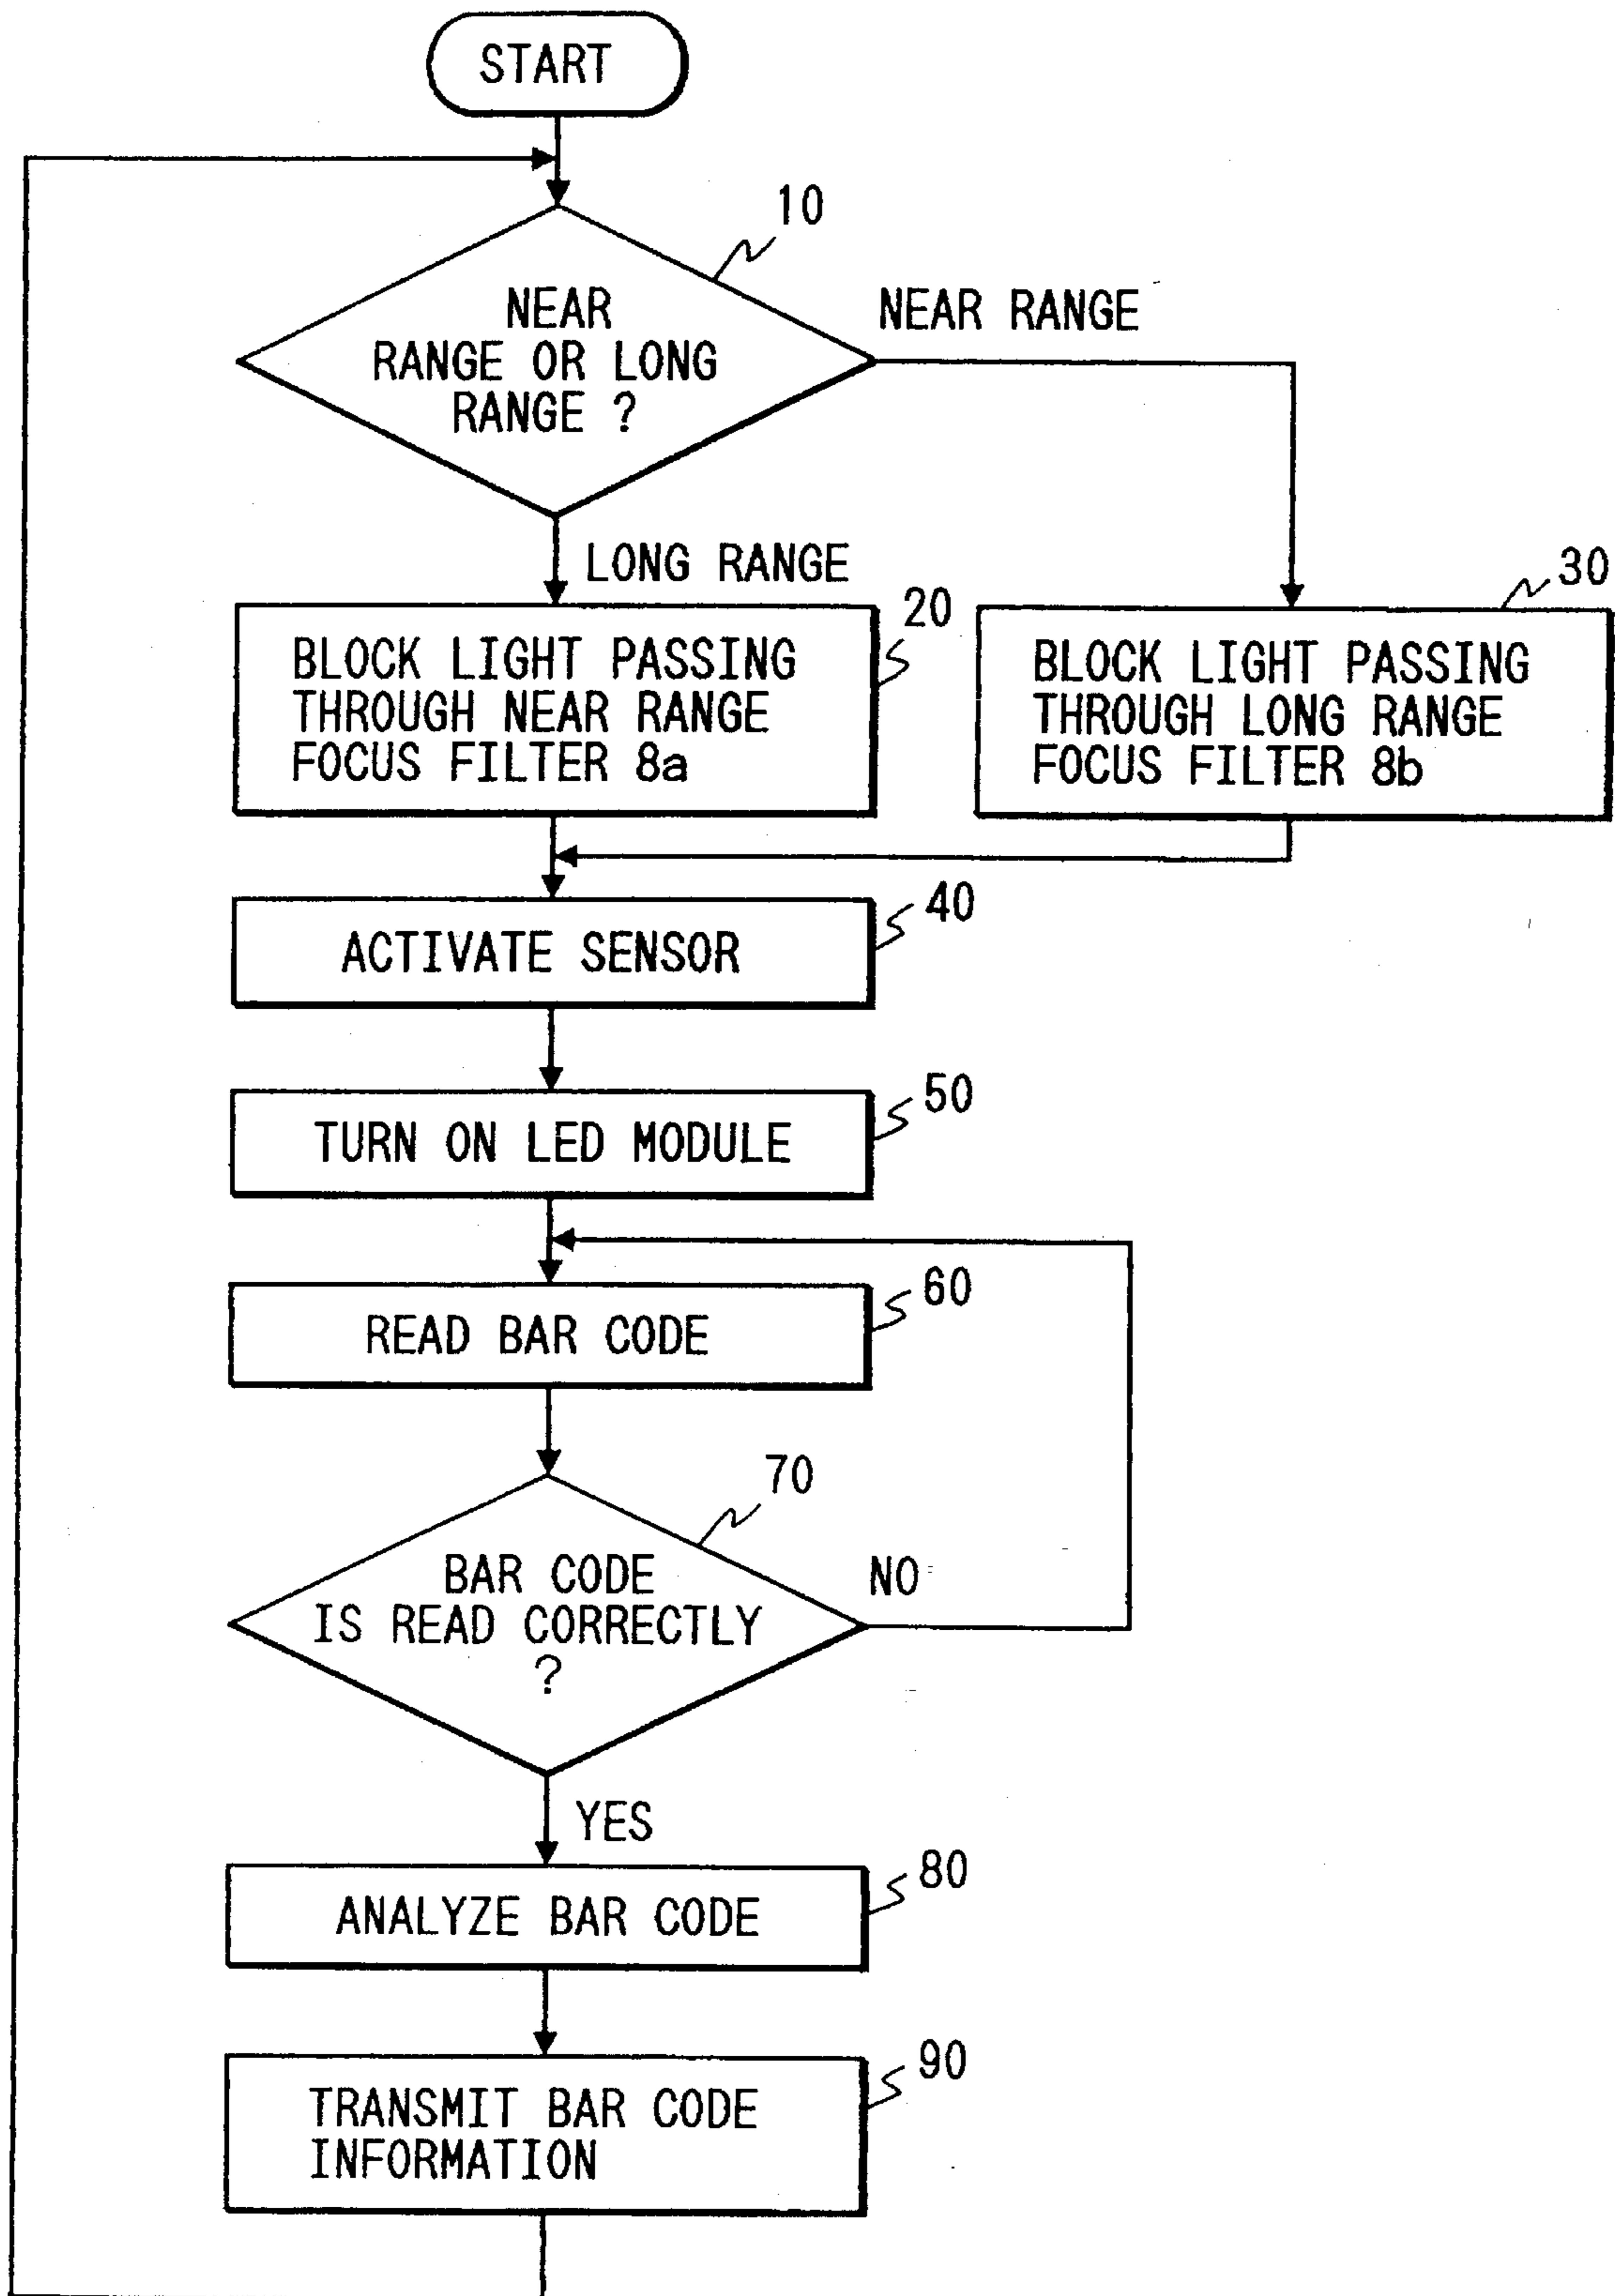 START
10
NEAR
RANGE OR LONG
RANGE ?
NEAR RANGE
LONG RANGE
20
BLOCK LIGHT PASSING
THROUGH NEAR RANGE
FOCUS FILTER 8a
30
BLOCK LIGHT PASSING
THROUGH LONG RANGE
FOCUS FILTER 8b
40
ACTIVATE SENSOR
50
TURN ON LED MODULE
60
READ BAR CODE
70
BAR CODE
IS READ CORRECTLY
?
NO
YES
80
ANALYZE BAR CODE
90
TRANSMIT BAR CODE
INFORMATION